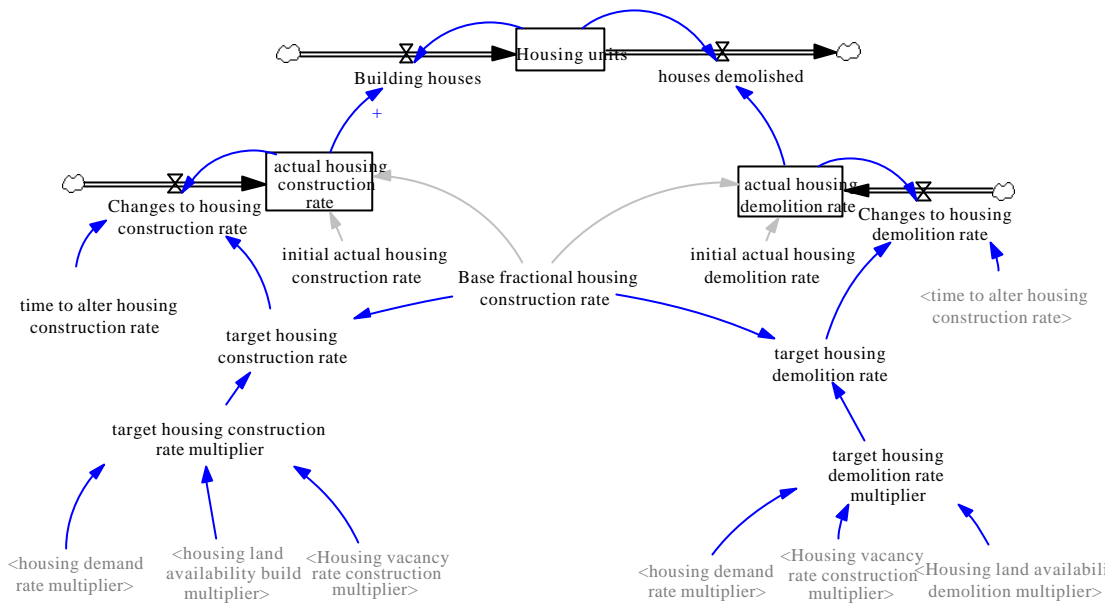 Housing units
Building houses
houses demolished
+
actual housing
construction
rate
actual housing
demolition rate
Changes to housing
construction rate
Changes to housing
demolition rate
initial actual housing
construction rate
Base fractional housing
construction rate
initial actual housing
demolition rate
time to alter housing
construction rate
<time to alter housing
construction rate>
target housing
construction rate
target housing
demolition rate
target housing construction
rate multiplier
target housing
demolition rate
multiplier
<housing demand
rate multiplier>
<housing land
availability build
multiplier>
<Housing vacancy
rate construction
multiplier>
<housing demand
rate multiplier>
<Housing vacancy
rate construction
multiplier>
<Housing land availabili
demolition multiplier>